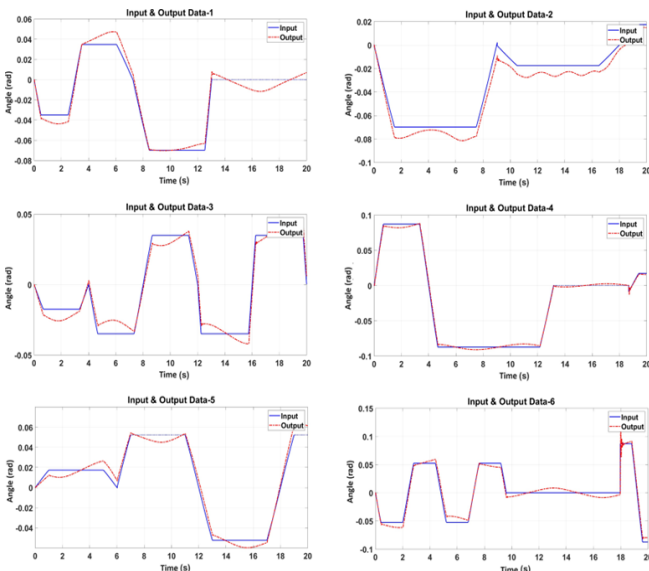 Input & Output Data-1
0.06
0.04
0.02
0
-0.02
-0.04
-0.06
-0.08
Angle (rad)
0 2 4 6 8 10 12 14 16 18 20
Time (s)
Input
Output
Input & Output Data-2
0.02
0
-0.02
-0.04
-0.06
-0.08
-0.1
Angle (rad)
0 2 4 6 8 10 12 14 16 18 20
Time (s)
Input
Output
Input & Output Data-3
0.05
0
-0.05
Angle (rad)
0 2 4 6 8 10 12 14 16 18 20
Time (s)
Input
Output
Input & Output Data-4
0.1
0.05
0
-0.05
-0.1
Angle (rad)
0 2 4 6 8 10 12 14 16 18 20
Time (s)
Input
Output
Input & Output Data-5
0.06
0.04
0.02
0
-0.02
-0.04
Angle (rad)
0 2 4 6 8 10 12 14 16 18 20
Time (s)
Input
Output
Input & Output Data-6
0.15
0.1
0.05
0
-0.05
-0.1
Angle (rad)
0 2 4 6 8 10 12 14 16 18 20
Time (s)
Input
Output